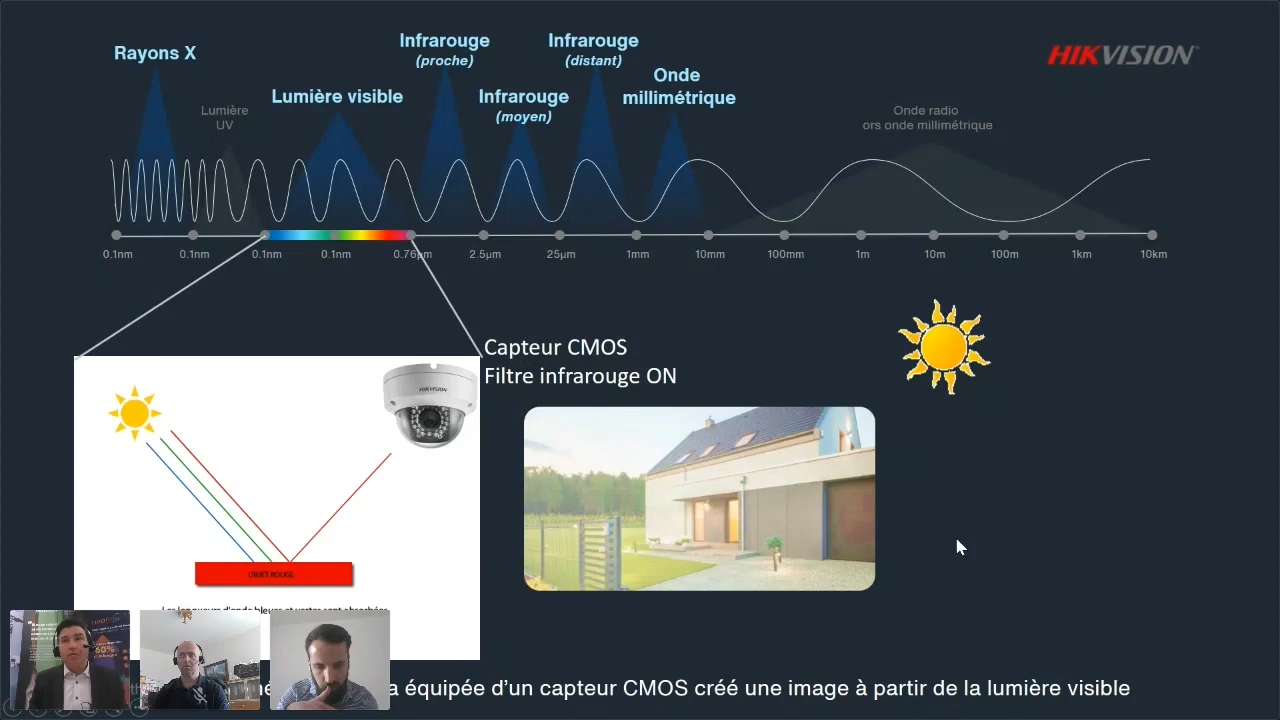 Rayons X
Lumière
UV
Lumière visible
Infrarouge
(proche)
Infrarouge
(moyen)
Infrarouge
(distant)
Onde
millimétrique
Onde radio
ors onde millimétrique
HIKVISION
0.1nm 0.1nm 0.1nm 0.1nm 0.76µm 2.5µm 25µm 1mm 10mm 100mm 1m 10m 100m 1km 10km
Capteur CMOS
Filtre infrarouge ON
HIKVISION
OBJET ROUGE
60%
a équipée d’un capteur CMOS créé une image à partir de la lumière visible